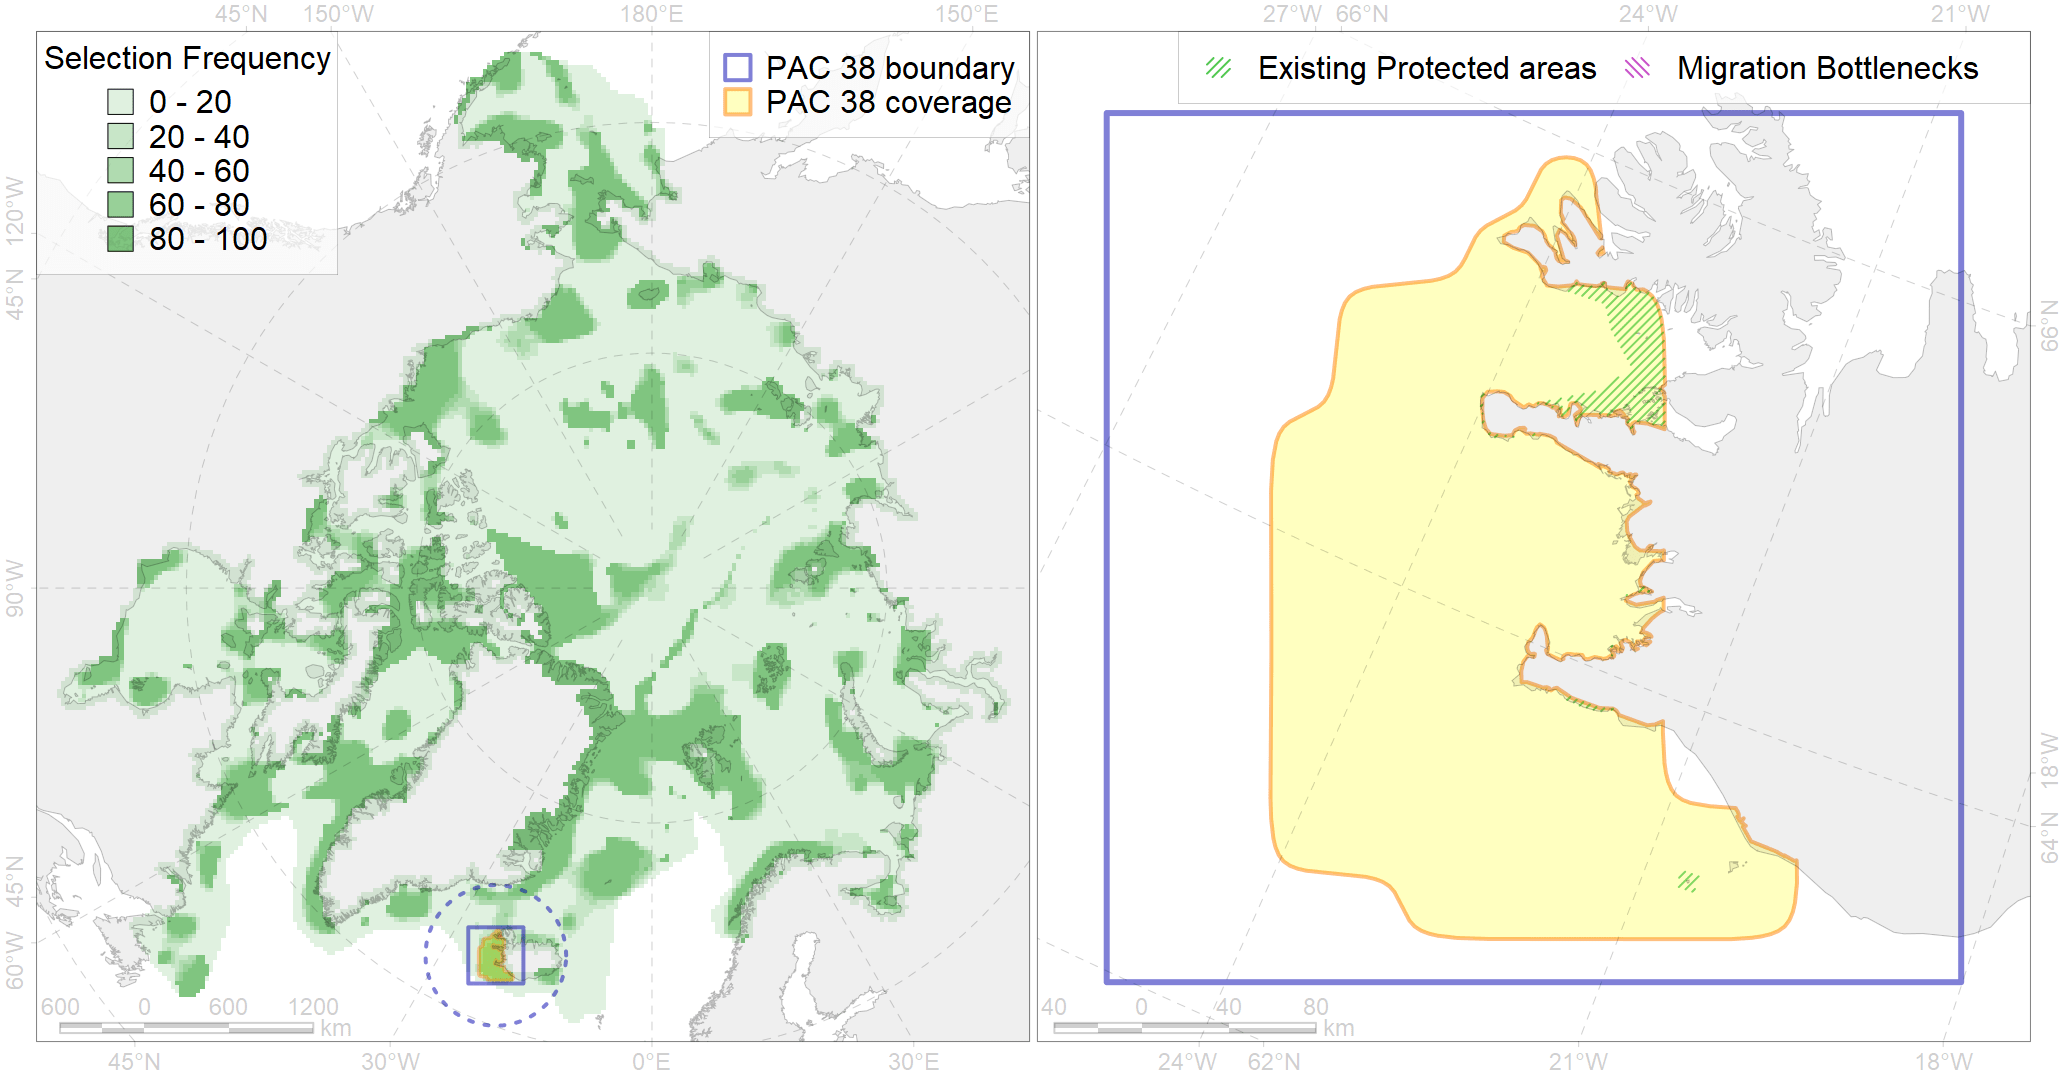 45°N 150°W 180°E 150°E 27°W 66°N 24°W 21°W
Selection Frequency
0 - 20
20 - 40
40 - 60
60 - 80
80 - 100
PAC 38 boundary
PAC 38 coverage
Existing Protected areas Migration Bottlenecks
120°W
45°N
90°W
45°N
60°W
66°N
18°W
64°N
600 0 600 1200
km
40 0 40 80
km
45°N 30°W 0°E 30°E 24°W 62°N 21°W 18°W